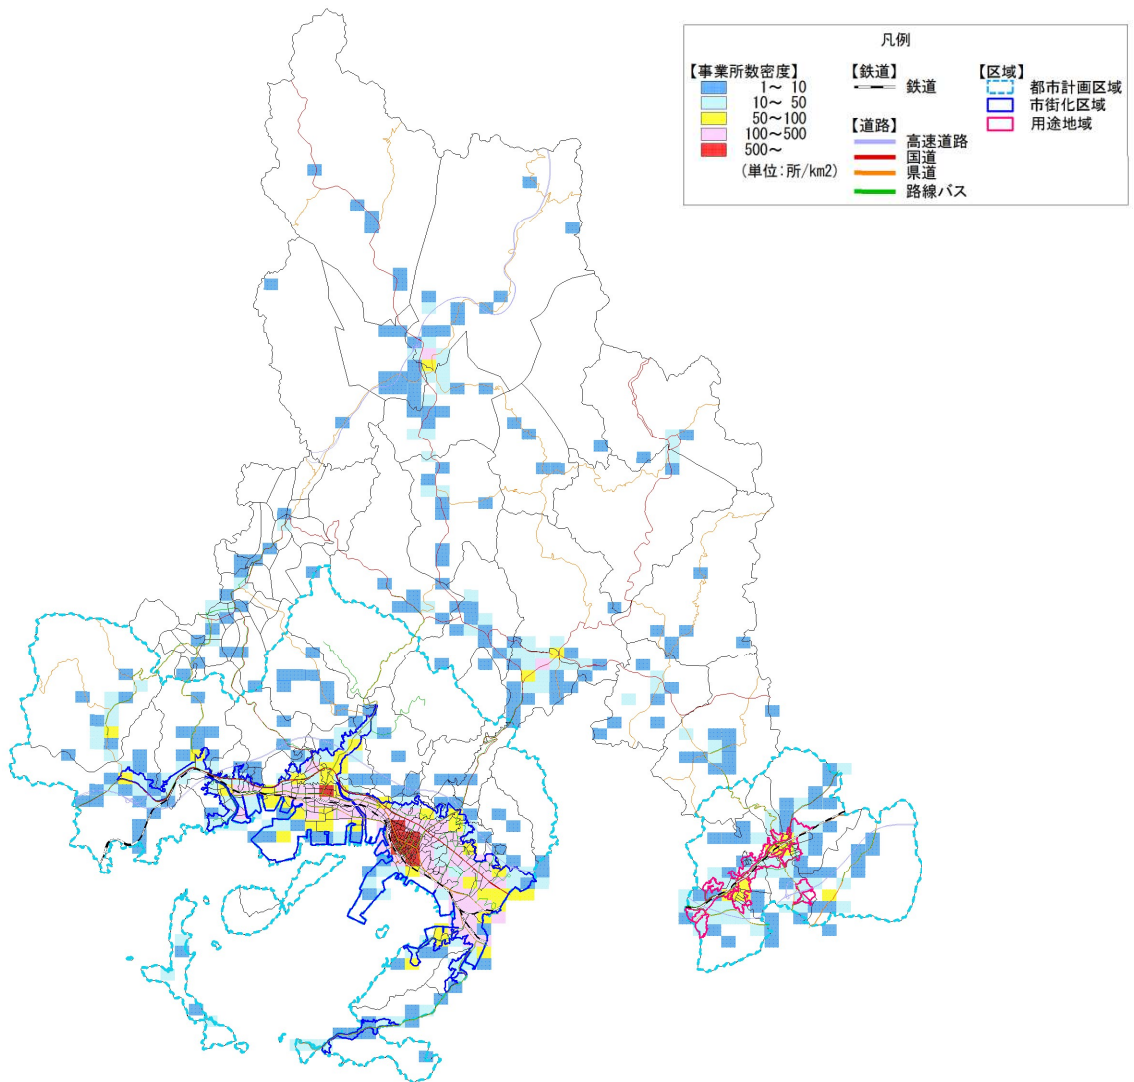 凡例
【事業所数密度】
1～ 10
10～ 50
50～100
100～500
500～
(単位:所/km2)
【鉄道】
鉄道
【道路】
高速道路
国道
県道
路線バス
【区域】
都市計画区域
市街化区域
用途地域